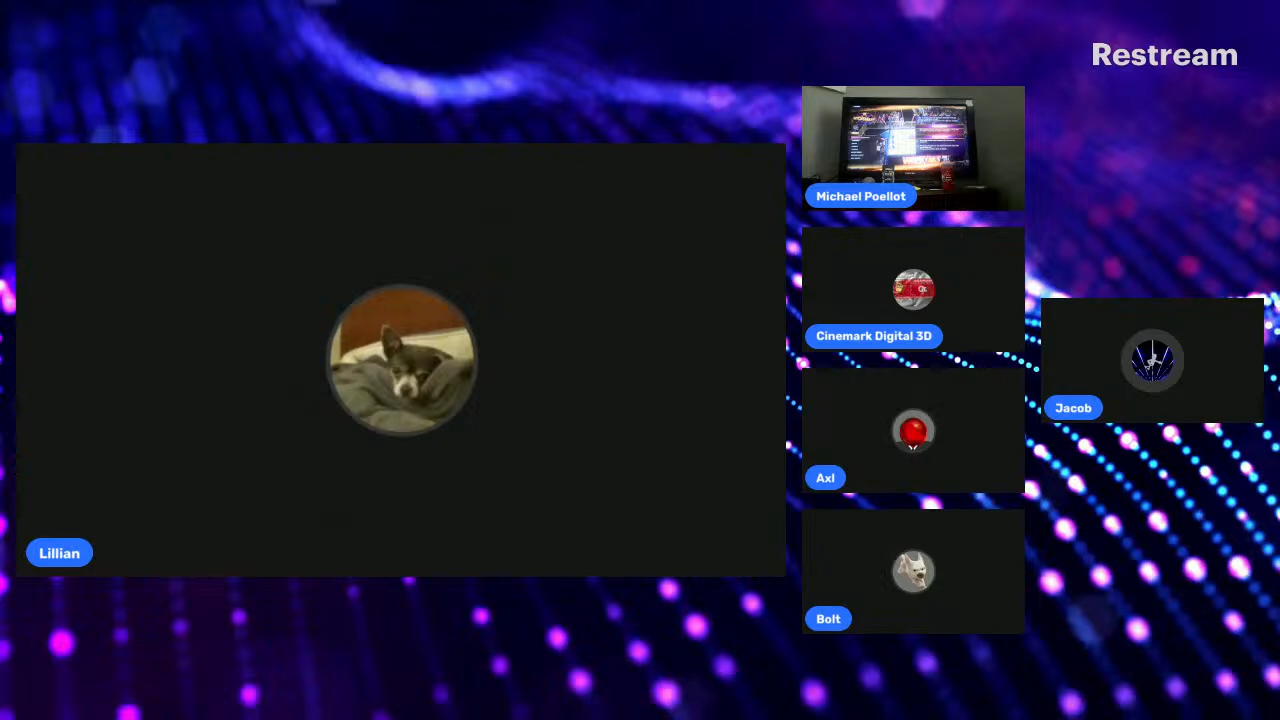 Restream
Michael Poellot
Cinemark Digital 3D
Jacob
Axl
Lillian
Bolt